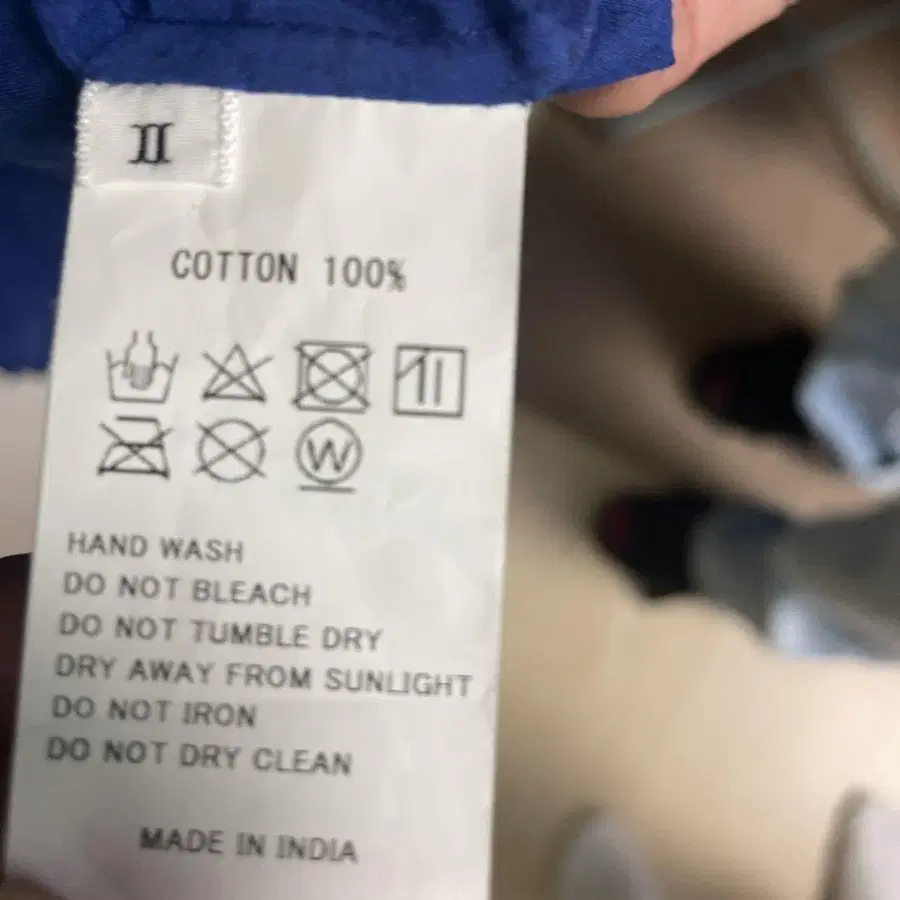 II
COTTON 100%
W
HAND WASH
DO NOT BLEACH
DO NOT TUMBLE DRY
DRY AWAY FROM SUNLIGHT
DO NOT IRON
DO NOT DRY CLEAN
MADE IN INDIA